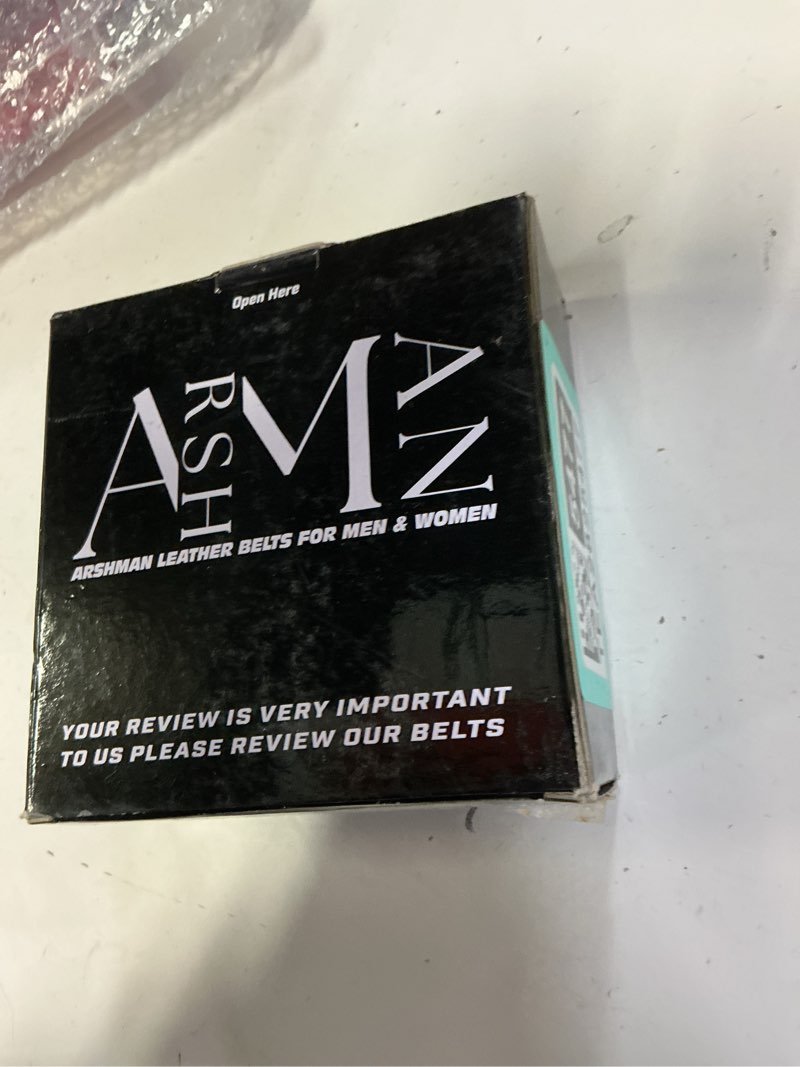 Open Here
ARSHMAN
ARSHMAN LEATHER BELTS FOR MEN & WOMEN
YOUR REVIEW IS VERY IMPORTANT
TO US PLEASE REVIEW OUR BELTS